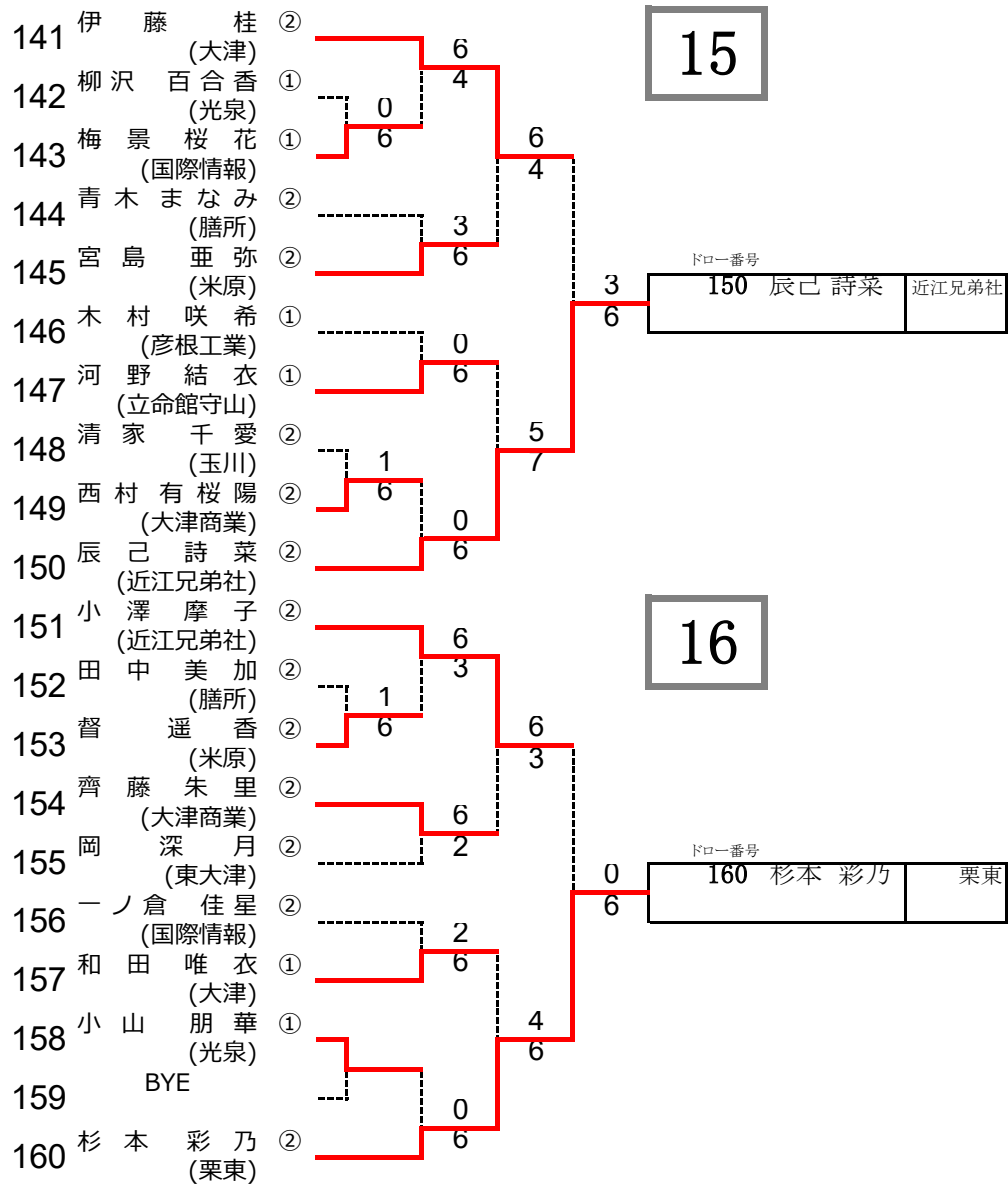 15
141 伊藤 桂 ②
(大津)
6
4
142 柳沢 百合香 ①
(光泉)
0
6
143 梅景桜花 ①
(国際情報)
6
4
144 青木まなみ ②
(膳所)
3
6
145 宮島 亜弥 ②
(米原)
ドロー番号
150 辰己 詩菜 近江兄弟社
3
6
146 木村咲希 ①
(彦根工業)
0
6
147 河野結衣 ①
(立命館守山)
148 清家 千愛 ②
(玉川)
5
7
1
6
149 西村有桜陽 ②
(大津商業)
0
6
150 辰己 詩菜 ②
(近江兄弟社)
16
151 小澤 摩子 ②
(近江兄弟社)
6
3
152 田中 美加 ②
(膳所)
1
6
153 督 遥香 ②
(米原)
6
3
154 齊藤 朱里 ②
(大津商業)
6
2
155 岡 深月 ②
(東大津)
ドロー番号
160 杉本 彩乃 栗東
0
6
156 一ノ倉 佳星 ②
(国際情報)
2
6
157 和田 唯衣 ①
(大津)
158 小山 朋華 ①
(光泉)
4
6
159 BYE
0
6
160 杉本 彩乃 ②
(栗東)